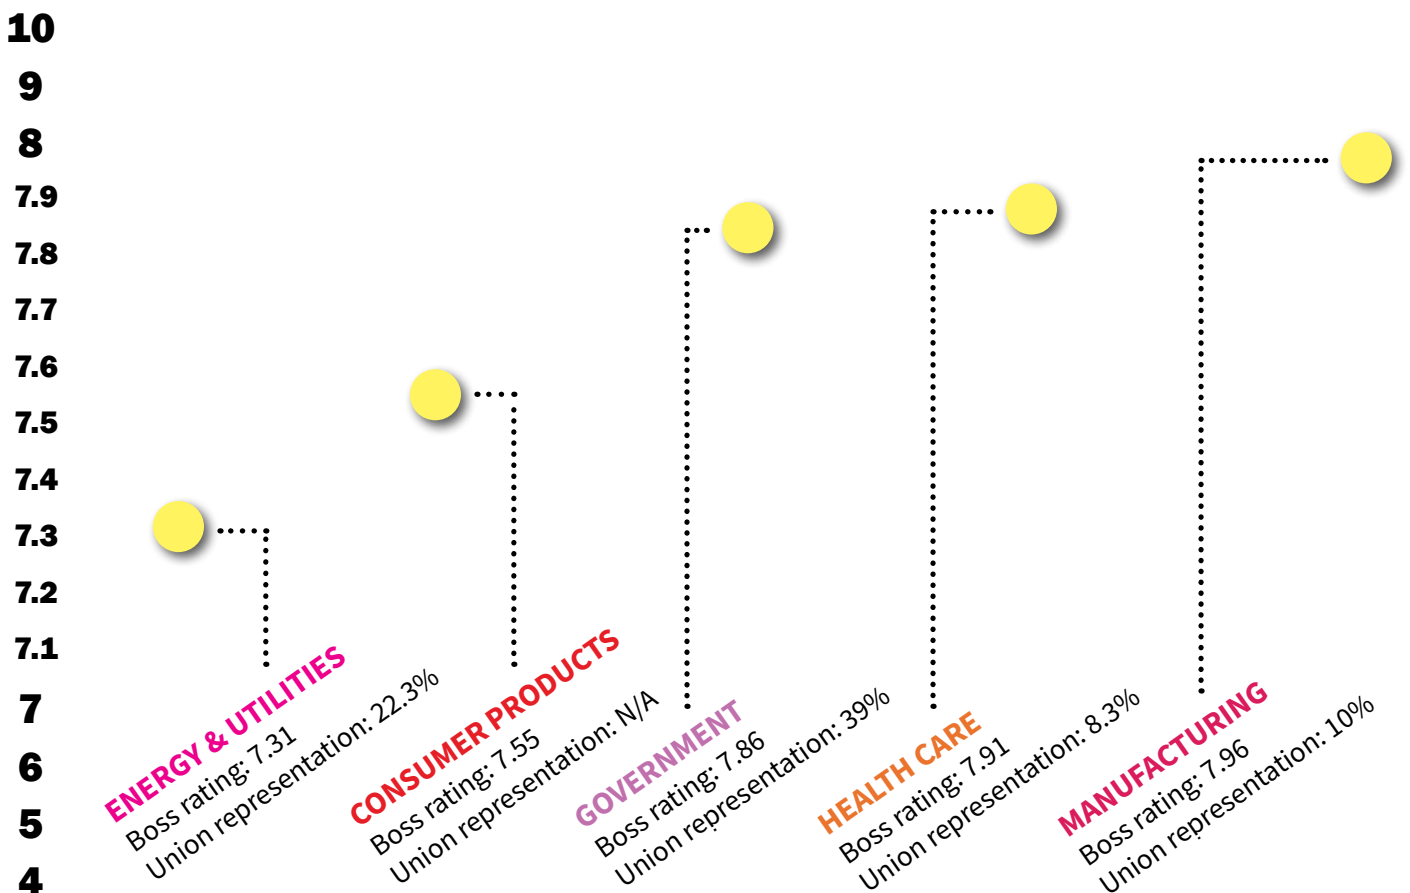 10
9
8
7.9
7.8
7.7
7.6
7.5
7.4
7.3
7.2
7.1
7
6
5
4
ENERGY & UTILITIES
Boss rating: 7.31
Union representation: 22.3%
CONSUMER PRODUCTS
Boss rating: 7.55
Union representation: N/A
GOVERNMENT
Boss rating: 7.86
Union representation: 39%
HEALTH CARE
Boss rating: 7.91
Union representation: 8.3%
MANUFACTURING
Boss rating: 7.96
Union representation: 10%